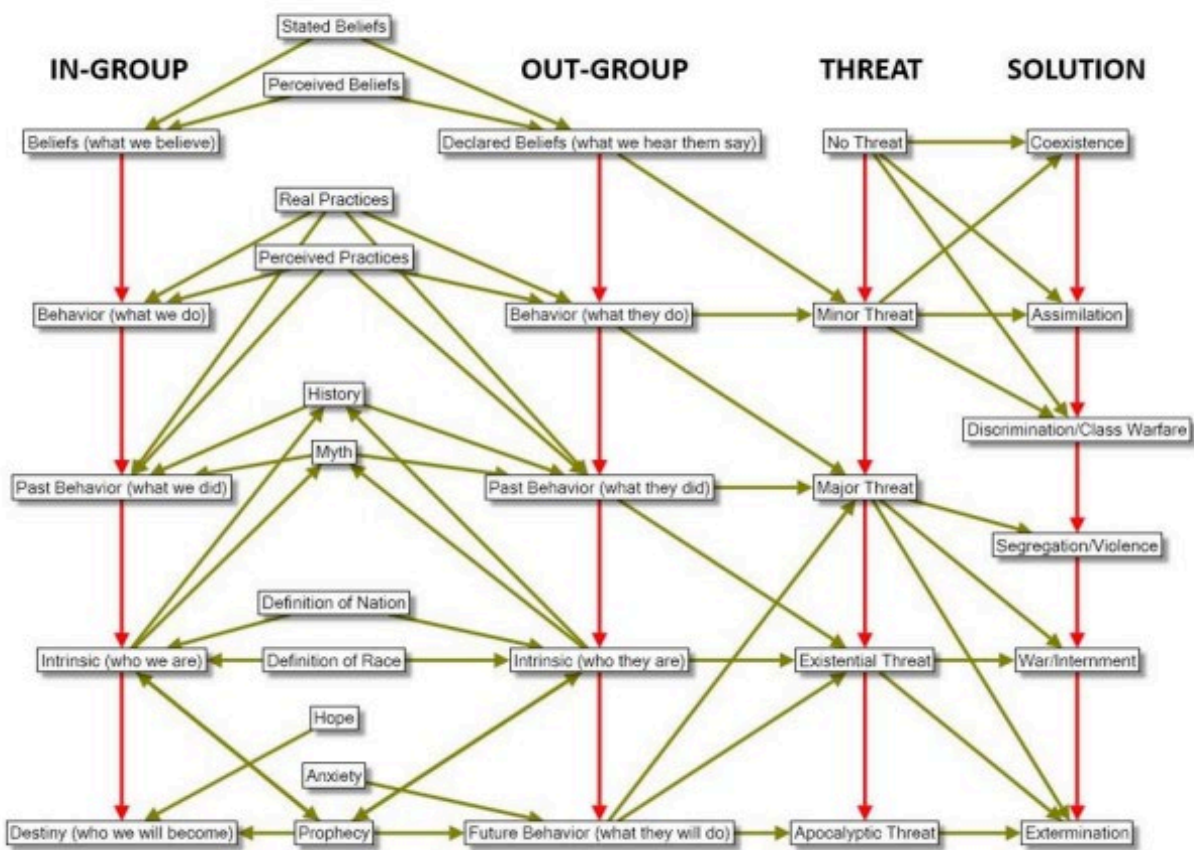 Stated Beliefs
IN-GROUP
OUT-GROUP
THREAT
SOLUTION
Perceived Beliefs
Beliefs (what we believe)
Declared Beliefs (what we hear them say)
No Threat
Coexistence
Real Practices
Perceived Practices
Behavior (what we do)
Behavior (what they do)
Minor Threat
Assimilation
History
Discrimination/Class Warfare
Myth
Past Behavior (what we did)
Past Behavior (what they did)
Major Threat
Segregation/Violence
Definition of Nation
Intrinsic (who we are)
Definition of Race
Intrinsic (who they are)
Existential Threat
War/Internment
Hope
Anxiety
Destiny (who we will become)
Prophecy
Future Behavior (what they will do)
Apocalyptic Threat
Extermination